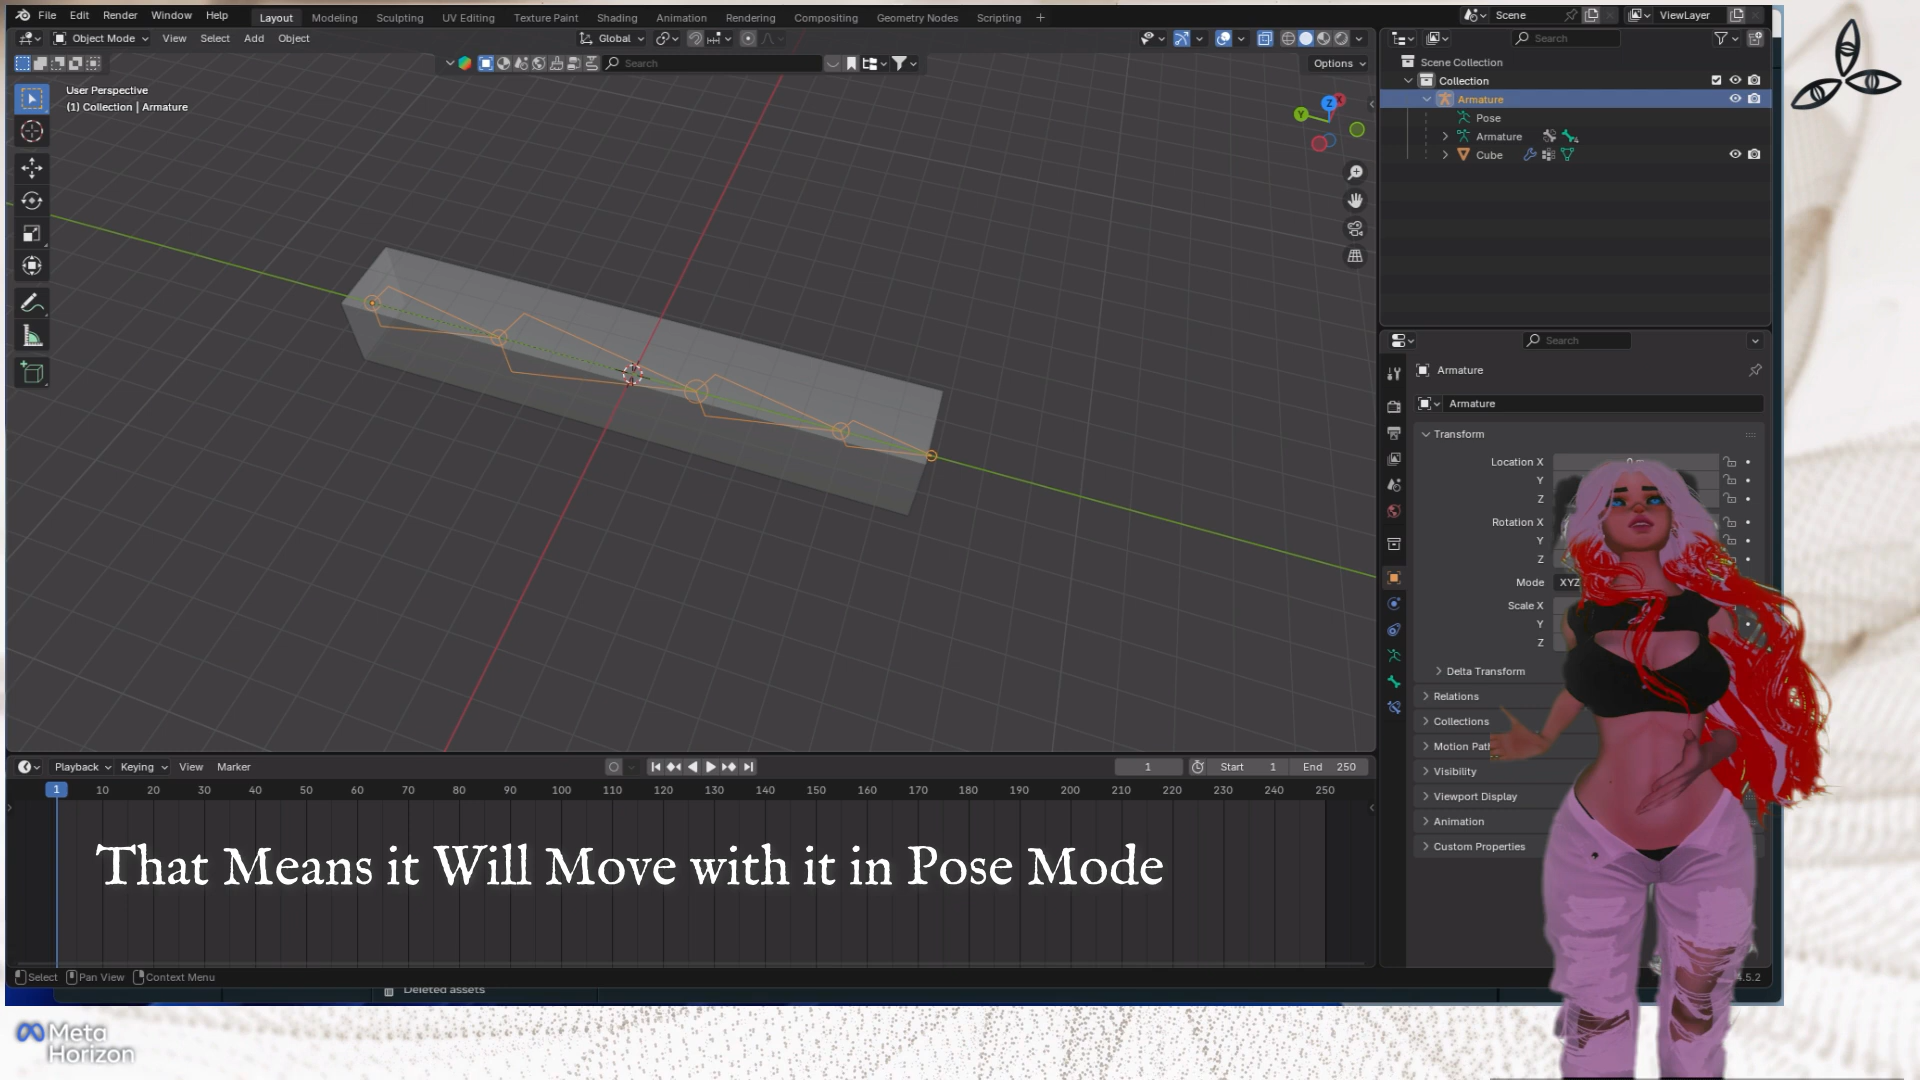 File Edit Render Window Help Layout Modeling Sculpting UV Editing Texture Paint Shading Animation Rendering Compositing Geometry Nodes Scripting + Scene ViewLayer
Object Mode View Select Add Object Global Search
Search Options
User Perspective
(1) Collection | Armature
Z
Y
X
Scene Collection
Collection
Armature
Pose
Armature
Cube
Search
Armature
Armature
Transform
Location X
Y
Z
Rotation X
Y
Z
Mode XYZ
Scale X
Y
Z
Delta Transform
Relations
Collections
Motion Pat
Visibility
Viewport Display
Animation
Custom Properties
Playback Keying View Marker 1 Start 1 End 250
1 10 20 30 40 50 60 70 80 90 100 110 120 130 140 150 160 170 180 190 200 210 220 230 240 250
That Means it Will Move with it in Pose Mode
Select Pan View Context Menu
Deleted assets
Meta
Horizon